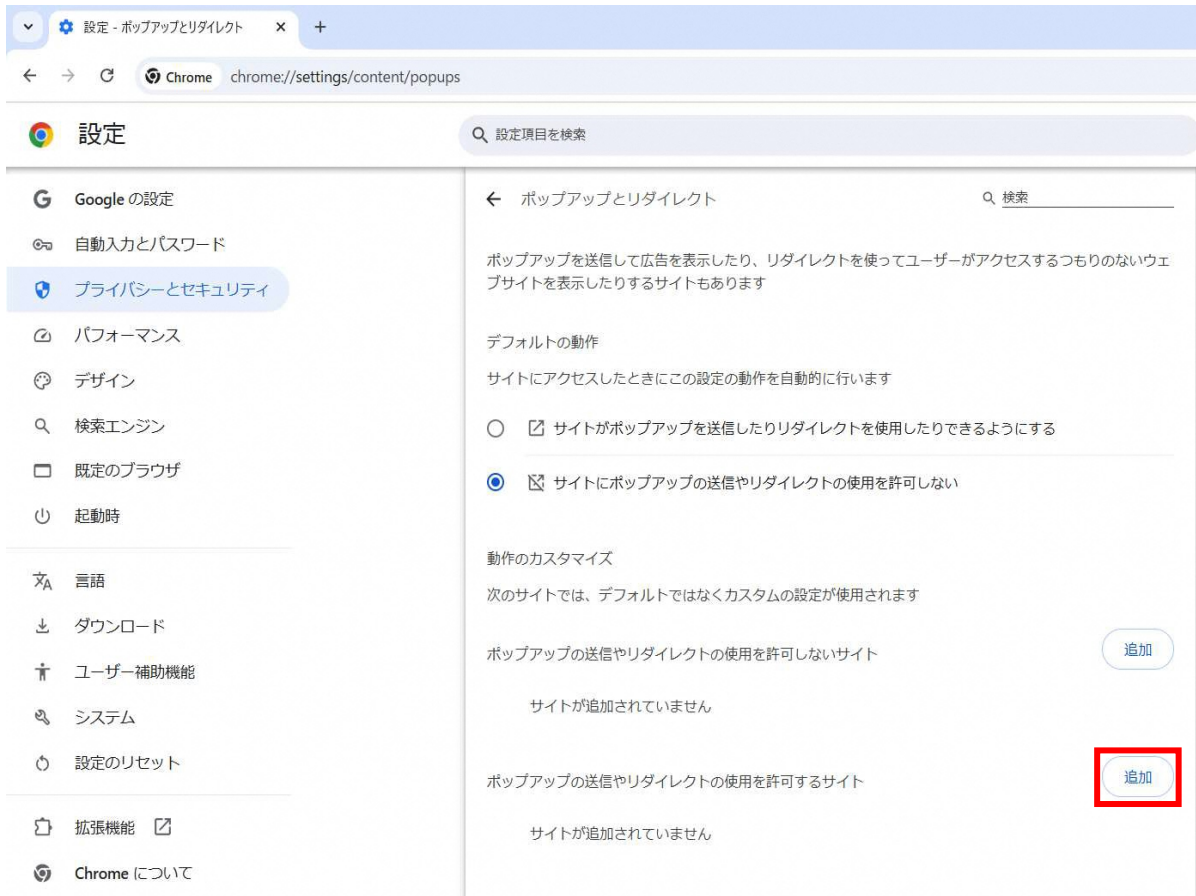 設定 - ポップアップとリダイレクト
Chrome chrome://settings/content/popups
設定
設定項目を検索
Google の設定
自動入力とパスワード
プライバシーとセキュリティ
パフォーマンス
デザイン
検索エンジン
既定のブラウザ
起動時
言語
ダウンロード
ユーザー補助機能
システム
設定のリセット
拡張機能
Chrome について
ポップアップとリダイレクト
検索
ポップアップを送信して広告を表示したり、リダイレクトを使ってユーザーがアクセスするつもりのないウェ
ブサイトを表示したりするサイトもあります
デフォルトの動作
サイトにアクセスしたときにこの設定の動作を自動的に行います
サイトがポップアップを送信したりリダイレクトを使用したりできるようにする
サイトにポップアップの送信やリダイレクトの使用を許可しない
動作のカスタマイズ
次のサイトでは、デフォルトではなくカスタムの設定が使用されます
ポップアップの送信やリダイレクトの使用を許可しないサイト
追加
サイトが追加されていません
ポップアップの送信やリダイレクトの使用を許可するサイト
追加
サイトが追加されていません